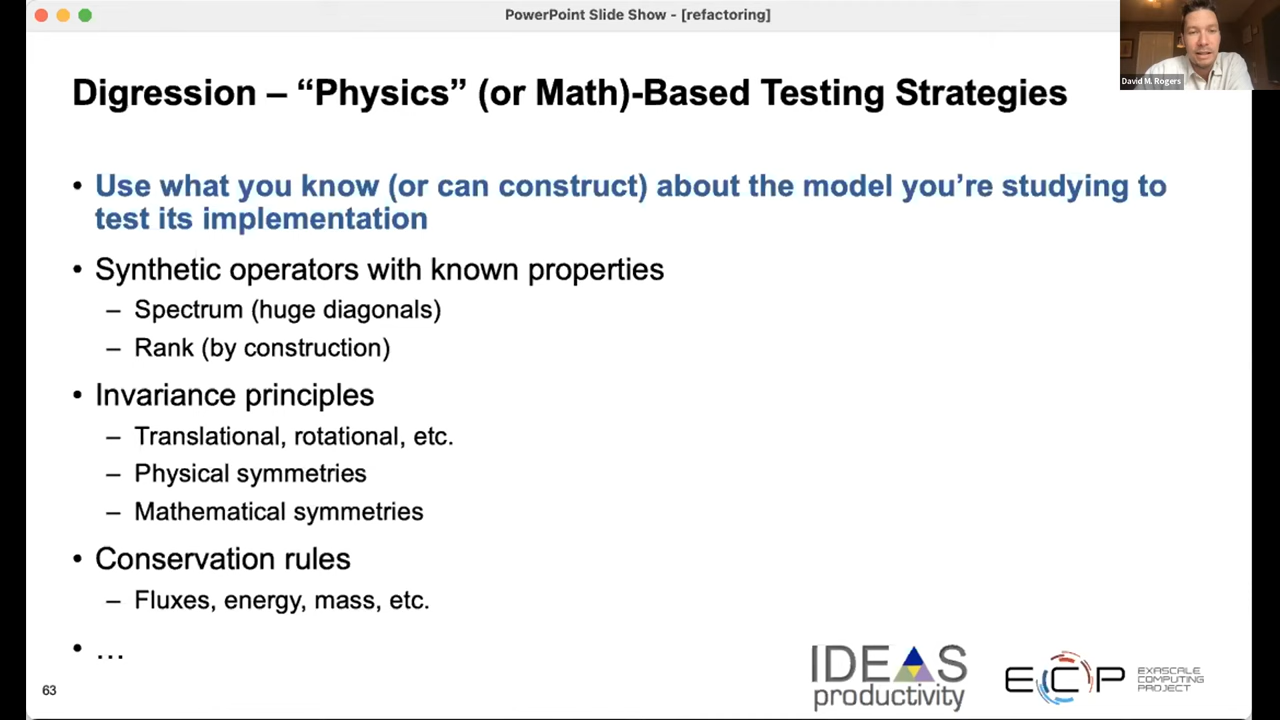 PowerPoint Slide Show - [refactoring]
David M. Rogers
Digression – “Physics” (or Math)-Based Testing Strategies
• Use what you know (or can construct) about the model you’re studying to
test its implementation
• Synthetic operators with known properties
– Spectrum (huge diagonals)
– Rank (by construction)
• Invariance principles
– Translational, rotational, etc.
– Physical symmetries
– Mathematical symmetries
• Conservation rules
– Fluxes, energy, mass, etc.
• …
63
IDEAS
productivity
ECP
EXASCALE
COMPUTING
PROJECT